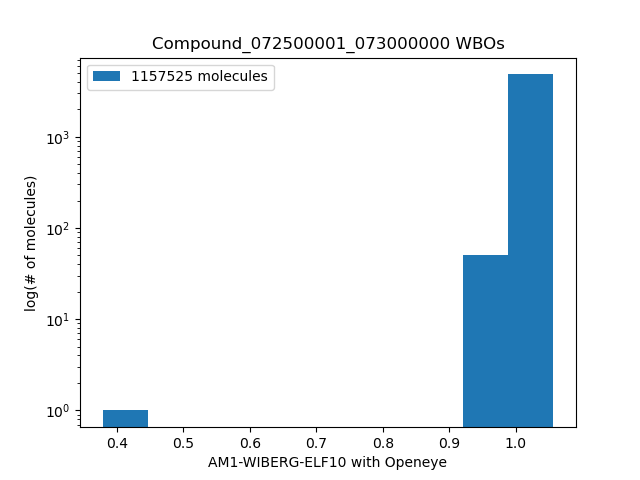 Compound_072500001_073000000 WBOs
1157525 molecules
log(# of molecules)
10³
10²
10¹
10⁰
0.4 0.5 0.6 0.7 0.8 0.9 1.0
AM1-WIBERG-ELF10 with Openeye